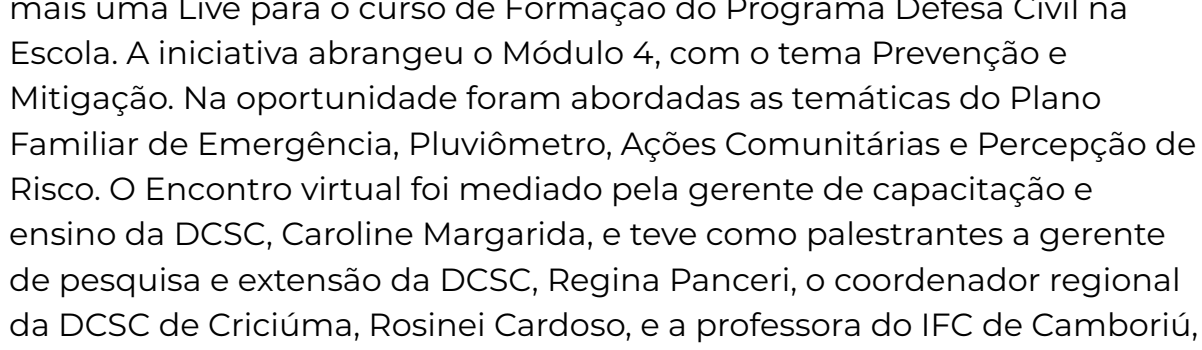 mais uma Live para o curso de Formação do Programa Defesa Civil na
Escola. A iniciativa abrangeu o Módulo 4, com o tema Prevenção e
Mitigação. Na oportunidade foram abordadas as temáticas do Plano
Familiar de Emergência, Pluviômetro, Ações Comunitárias e Percepção de
Risco. O Encontro virtual foi mediado pela gerente de capacitação e
ensino da DCSC, Caroline Margarida, e teve como palestrantes a gerente
de pesquisa e extensão da DCSC, Regina Panceri, o coordenador regional
da DCSC de Criciúma, Rosinei Cardoso, e a professora do IFC de Camboriú,